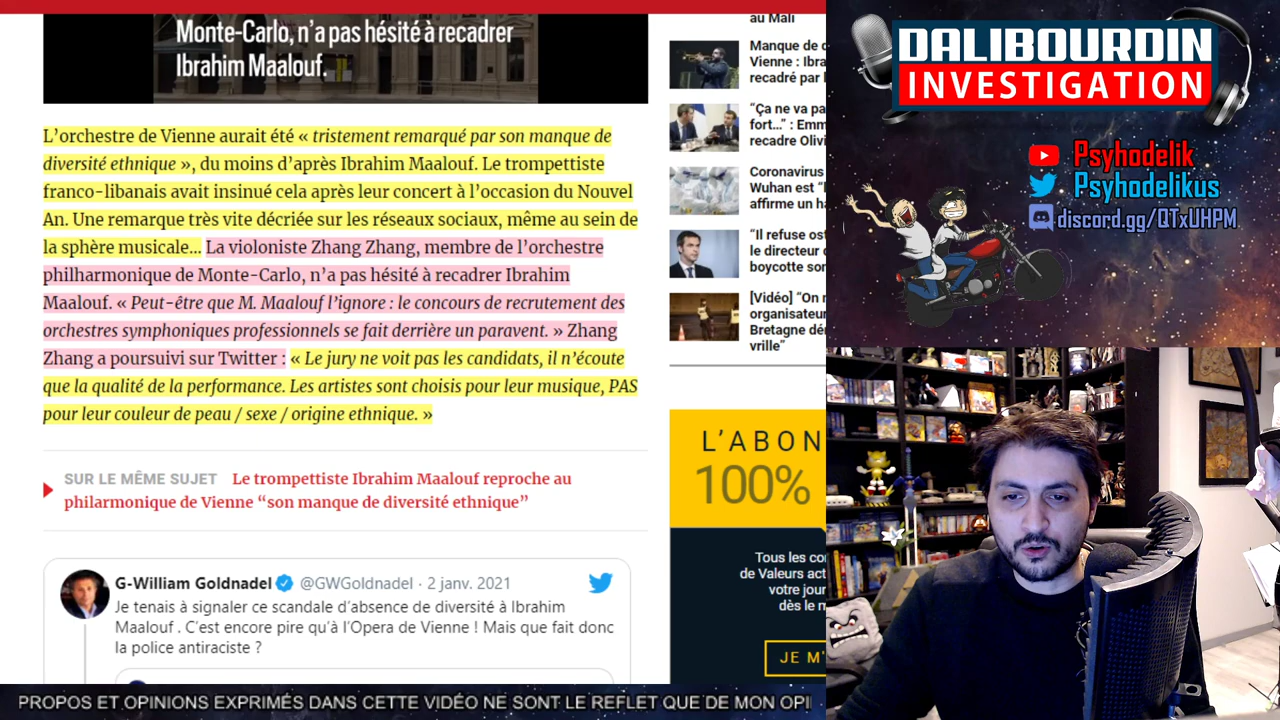 Monte-Carlo, n'a pas hésité à recadrer
Ibrahim Maalouf.
L'orchestre de Vienne aurait été « tristement remarqué par son manque de
diversité ethnique », du moins d'après Ibrahim Maalouf. Le trompettiste
franco-libanais avait insinué cela après leur concert à l'occasion du Nouvel
An. Une remarque très vite décriée sur les réseaux sociaux, même au sein de
la sphère musicale... La violoniste Zhang Zhang, membre de l'orchestre
philharmonique de Monte-Carlo, n'a pas hésité à recadrer Ibrahim
Maalouf. « Peut-être que M. Maalouf l'ignore : le concours de recrutement des
orchestres symphoniques professionnels se fait derrière un paravent. » Zhang
Zhang a poursuivi sur Twitter : « Le jury ne voit pas les candidats, il n'écoute
que la qualité de la performance. Les artistes sont choisis pour leur musique, PAS
pour leur couleur de peau / sexe / origine ethnique. »
SUR LE MÊME SUJET Le trompettiste Ibrahim Maalouf reproche au
philarmonique de Vienne “son manque de diversité ethnique”
G-William Goldnadel @GWGoldnadel · 2 janv. 2021
Je tenais à signaler ce scandale d'absence de diversité à Ibrahim
Maalouf . C'est encore pire qu'à l'Opera de Vienne ! Mais que fait donc
la police antiraciste ?
au Mali
Manque de d
Vienne : Ibra
recadré par l
“Ça ne va pa
fort...” : Emm
recadre Olivi
Coronavirus
Wuhan est “l
affirme un ha
“Il refuse ost
le directeur d
boycotte son
[Vidéo] “On n
organisateur
Bretagne dén
vrille”
L'ABON
100%
Tous les con
de Valeurs act
votre jour
dès le m
JE M'
DALIBOURDIN
INVESTIGATION
Psyhodelik
Psyhodelikus
discord.gg/QTxUHPM
PROPOS ET OPINIONS EXPRIMÉS DANS CETTE VIDÉO NE SONT LE REFLET QUE DE MON OPI